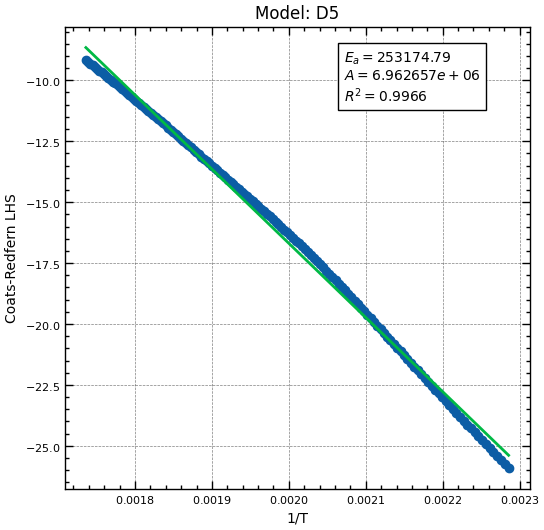 Model: D5
E_a = 253174.79
A = 6.962657e + 06
R² = 0.9966
Coats-Redfern LHS
−10.0
−12.5
−15.0
−17.5
−20.0
−22.5
−25.0
0.0018 0.0019 0.0020 0.0021 0.0022 0.0023
1/T